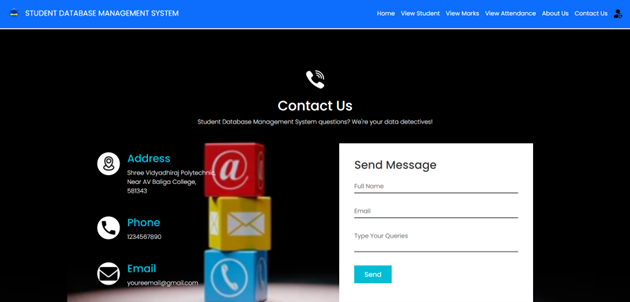 STUDENT DATABASE MANAGEMENT SYSTEM
Home View Student View Marks View Attendance About Us Contact Us
Contact Us
Student Database Management System questions? We're your data detectives!
Address
Shree Vidyadhiraj Polytechnic,
Near AV Baliga College,
581343
Phone
1234567890
Email
youreemail@gmail.com
@
Send Message
Full Name
Email
Type Your Queries
Send